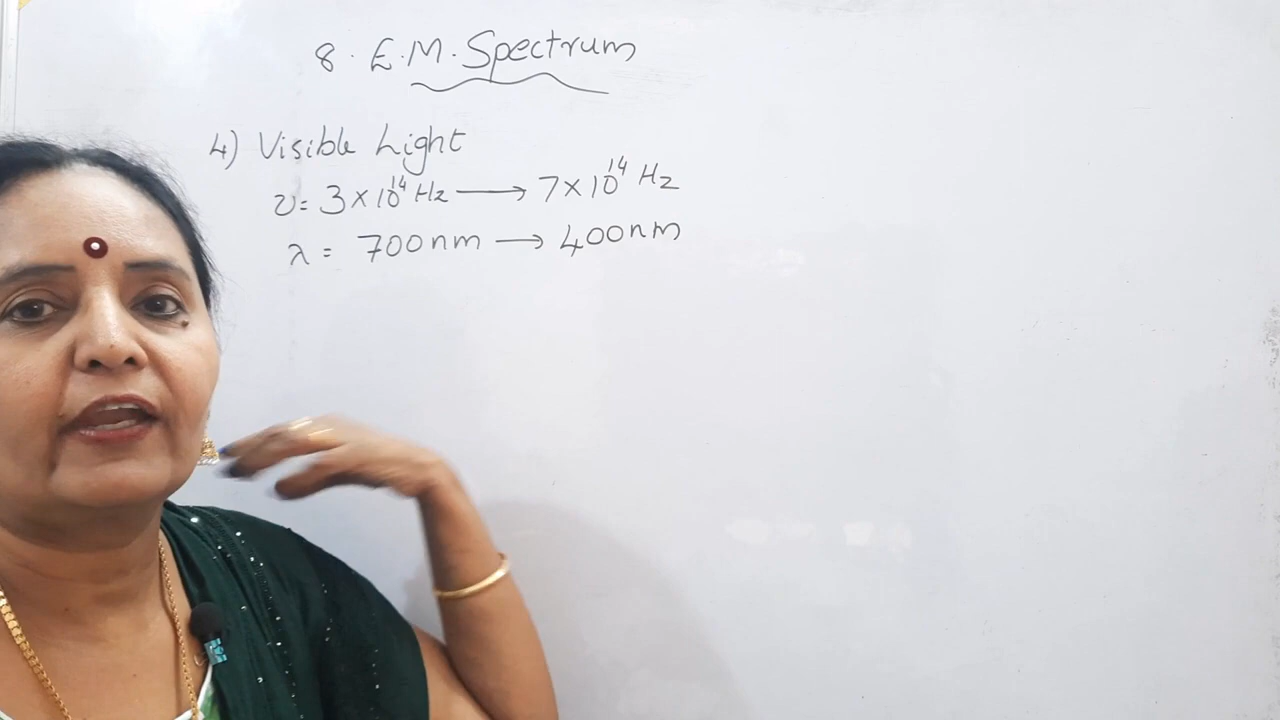 8. E.M. Spectrum
4) Visible Light
ν = 3×10¹⁴ Hz ⟶ 7×10¹⁴ Hz
λ = 700nm ⟶ 400nm